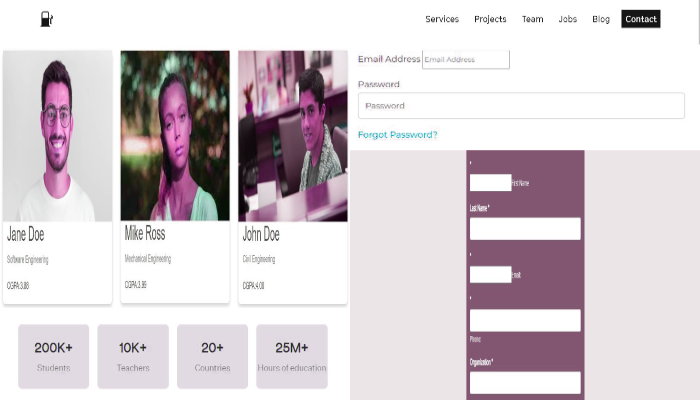 Services Projects Team Jobs Blog Contact
Jane Doe
Software Engineering
CGPA:3.88
Mike Ross
Mechanical Engineering
CGPA:3.99
John Doe
Civil Engineering
CGPA:4.00
200K+
Students
10K+
Teachers
20+
Countries
25M+
Hours of education
Email Address Email Address
Password
Password
Forgot Password?
*
First Name
Last Name *
*
Email
*
Phone
Organization *